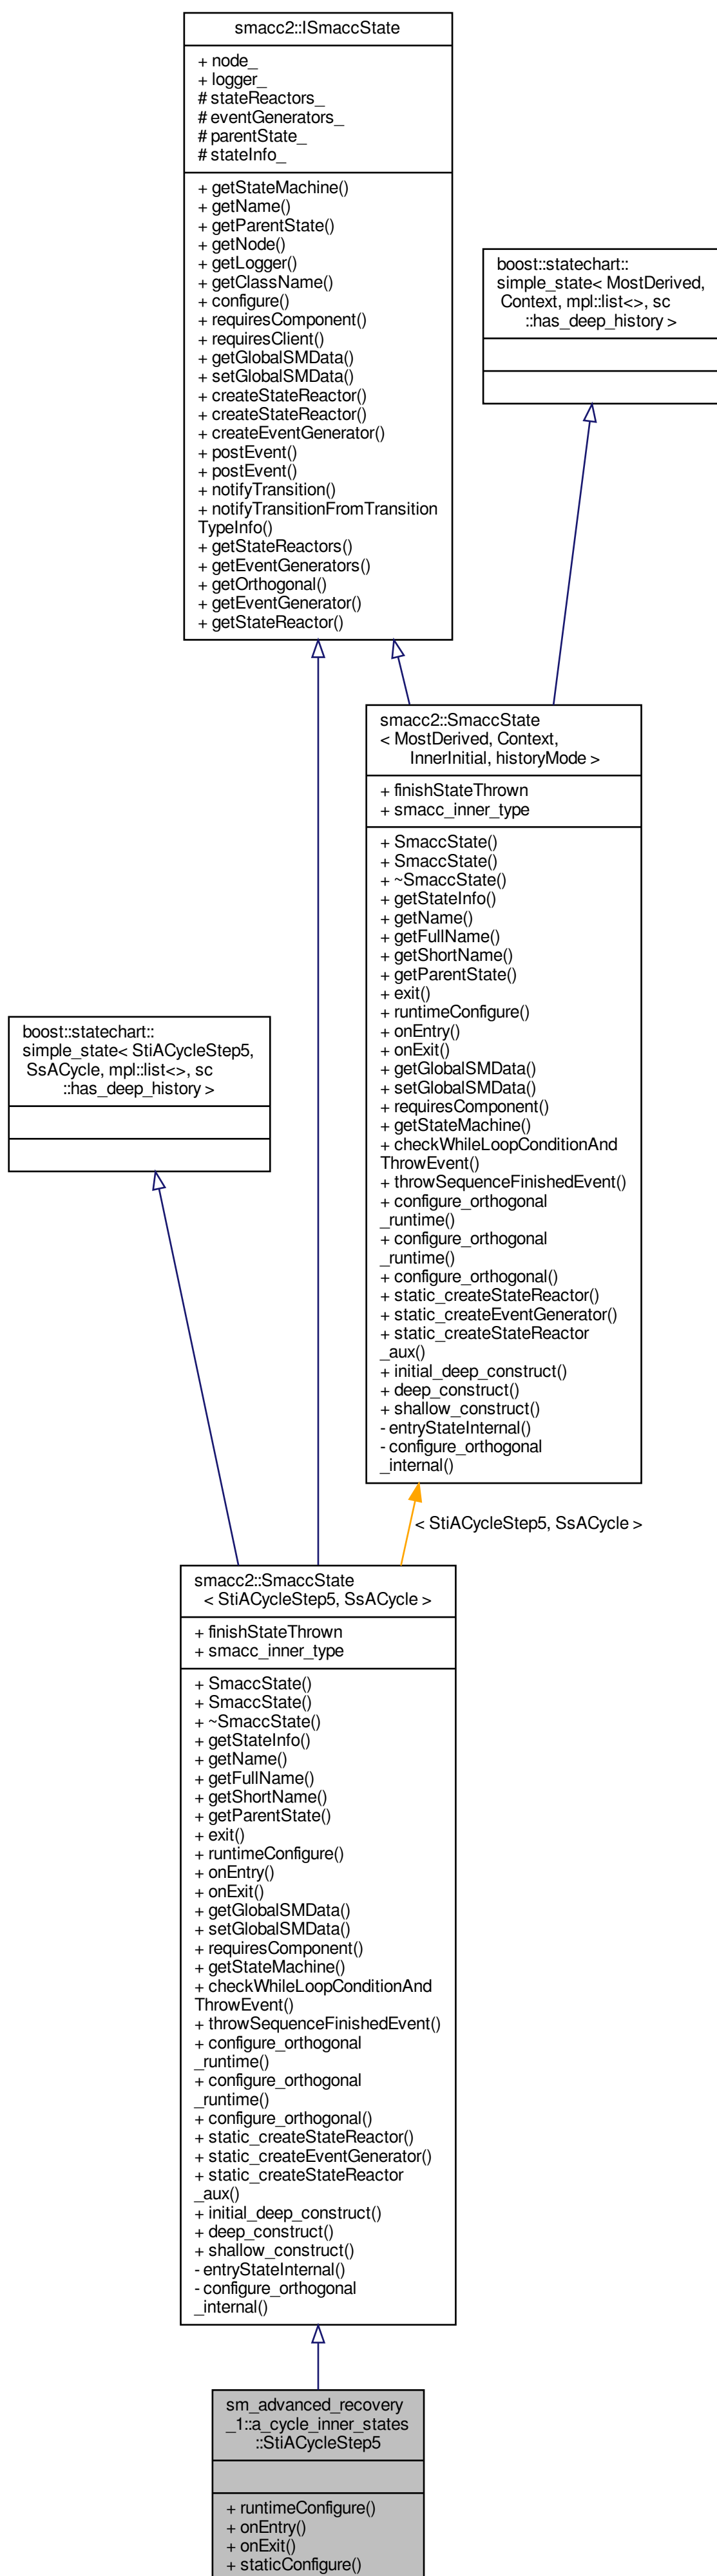 smacc2::ISmaccState
+ node_
+ logger_
# stateReactors_
# eventGenerators_
# parentState_
# stateInfo_
+ getStateMachine()
+ getName()
+ getParentState()
+ getNode()
+ getLogger()
+ getClassName()
+ configure()
+ requiresComponent()
+ requiresClient()
+ getGlobalSMData()
+ setGlobalSMData()
+ createStateReactor()
+ createStateReactor()
+ createEventGenerator()
+ postEvent()
+ postEvent()
+ notifyTransition()
+ notifyTransitionFromTransition
TypeInfo()
+ getStateReactors()
+ getEventGenerators()
+ getOrthogonal()
+ getEventGenerator()
+ getStateReactor()
boost::statechart::
simple_state< MostDerived,
Context, mpl::list<>, sc
::has_deep_history >
smacc2::SmaccState
< MostDerived, Context,
InnerInitial, historyMode >
+ finishStateThrown
+ smacc_inner_type
+ SmaccState()
+ SmaccState()
+ ~SmaccState()
+ getStateInfo()
+ getName()
+ getFullName()
+ getShortName()
+ getParentState()
+ exit()
+ runtimeConfigure()
+ onEntry()
+ onExit()
+ getGlobalSMData()
+ setGlobalSMData()
+ requiresComponent()
+ getStateMachine()
+ checkWhileLoopConditionAnd
ThrowEvent()
+ throwSequenceFinishedEvent()
+ configure_orthogonal
_runtime()
+ configure_orthogonal
_runtime()
+ configure_orthogonal()
+ static_createStateReactor()
+ static_createEventGenerator()
+ static_createStateReactor
_aux()
+ initial_deep_construct()
+ deep_construct()
+ shallow_construct()
- entryStateInternal()
- configure_orthogonal
_internal()
boost::statechart::
simple_state< StiACycleStep5,
SsACycle, mpl::list<>, sc
::has_deep_history >
< StiACycleStep5, SsACycle >
smacc2::SmaccState
< StiACycleStep5, SsACycle >
+ finishStateThrown
+ smacc_inner_type
+ SmaccState()
+ SmaccState()
+ ~SmaccState()
+ getStateInfo()
+ getName()
+ getFullName()
+ getShortName()
+ getParentState()
+ exit()
+ runtimeConfigure()
+ onEntry()
+ onExit()
+ getGlobalSMData()
+ setGlobalSMData()
+ requiresComponent()
+ getStateMachine()
+ checkWhileLoopConditionAnd
ThrowEvent()
+ throwSequenceFinishedEvent()
+ configure_orthogonal
_runtime()
+ configure_orthogonal
_runtime()
+ configure_orthogonal()
+ static_createStateReactor()
+ static_createEventGenerator()
+ static_createStateReactor
_aux()
+ initial_deep_construct()
+ deep_construct()
+ shallow_construct()
- entryStateInternal()
- configure_orthogonal
_internal()
sm_advanced_recovery
_1::a_cycle_inner_states
::StiACycleStep5
+ runtimeConfigure()
+ onEntry()
+ onExit()
+ staticConfigure()